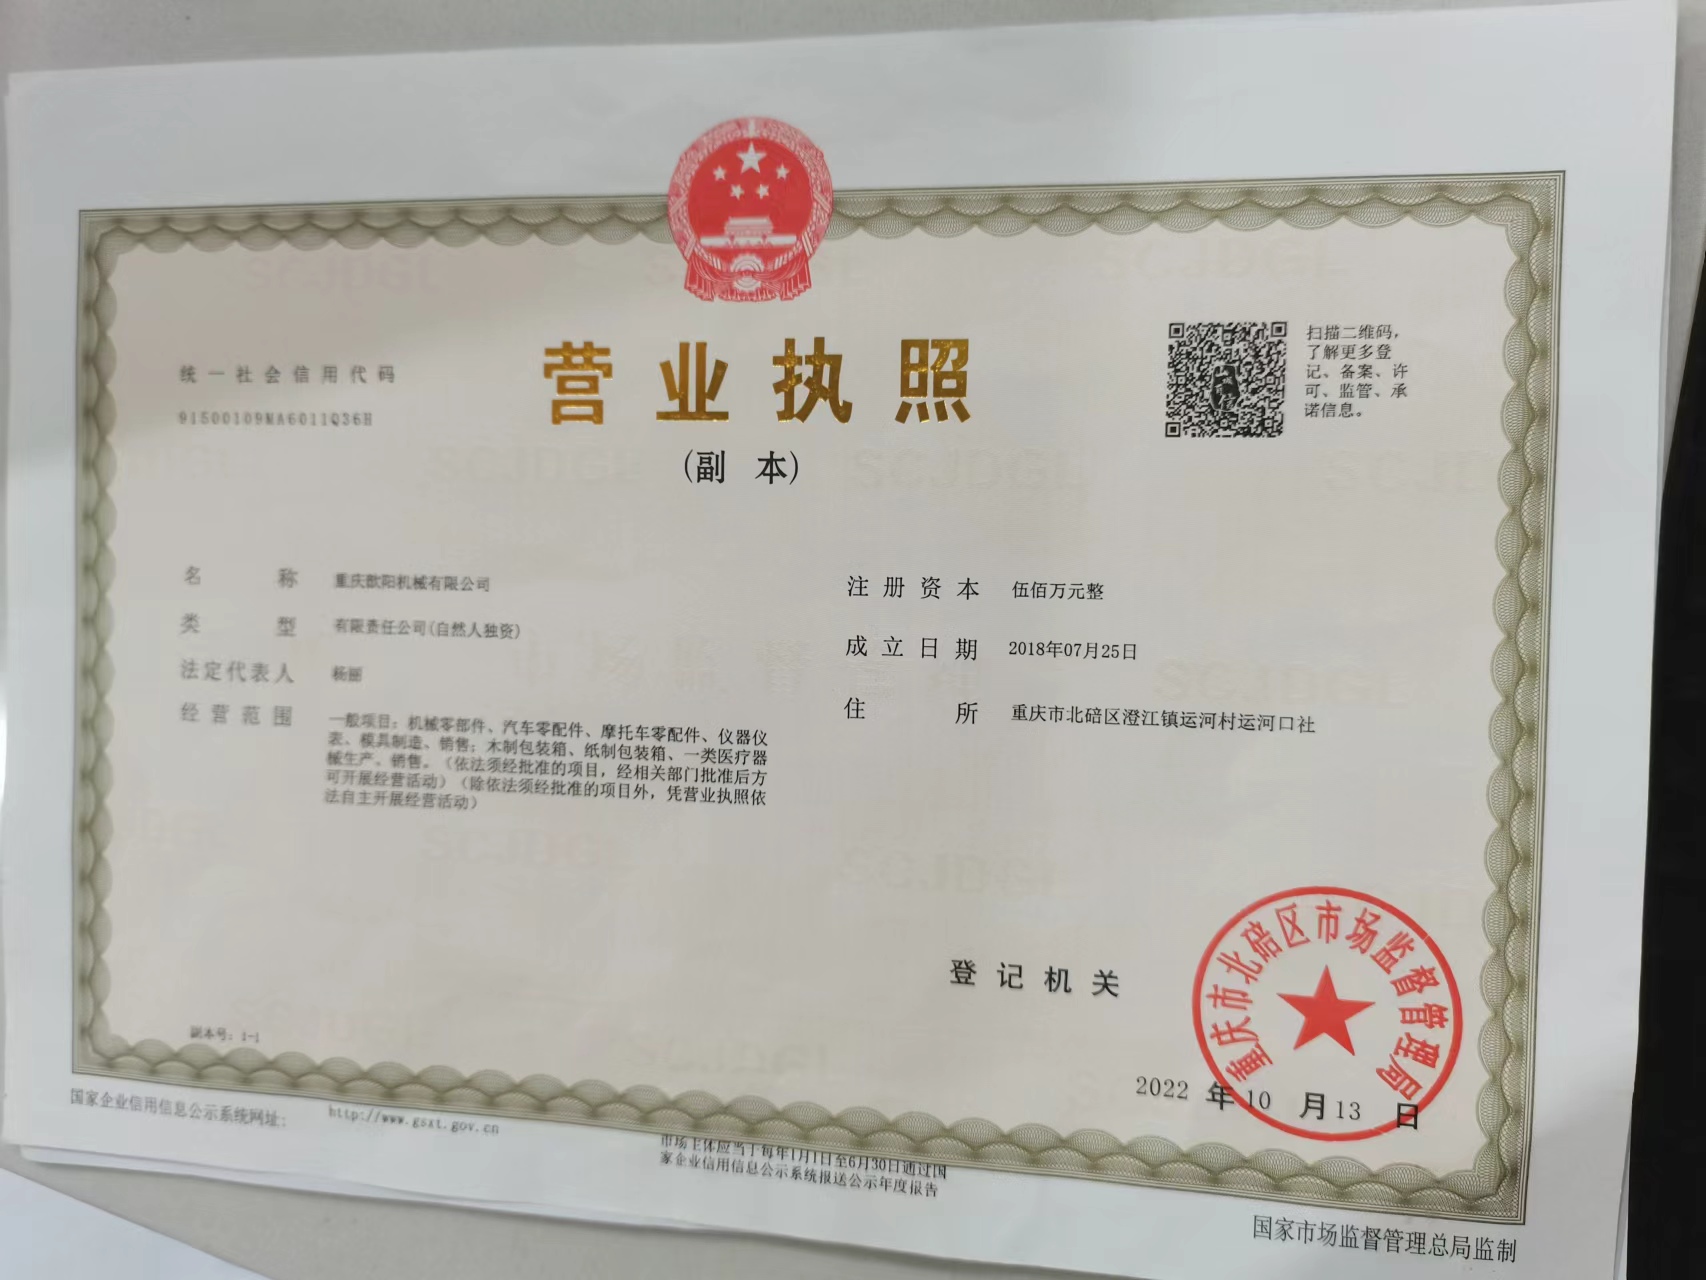 营业执照
(副 本)
统一社会信用代码
91500109MA6011Q36H
扫描二维码，
了解更多登
记、备案、许
可、监管、承
诺信息。
名 称 重庆歆阳机械有限公司
类 型 有限责任公司(自然人独资)
法定代表人 杨丽
经营范围 一般项目：机械零部件、汽车零配件、摩托车零配件、仪器仪
表、模具制造、销售；木制包装箱、纸制包装箱、一类医疗器
械生产、销售。（依法须经批准的项目，经相关部门批准后方
可开展经营活动）（除依法须经批准的项目外，凭营业执照依
法自主开展经营活动）
注册资本 伍佰万元整
成立日期 2018年07月25日
住 所 重庆市北碚区澄江镇运河村运河口社
登记机关
重庆市北碚区市场监督管理局
2022 年 10 月 13 日
副本号：1-1
国家企业信用信息公示系统网址： http://www.gsxt.gov.cn
市场主体应当于每年1月1日至6月30日通过国
家企业信用信息公示系统报送公示年度报告
国家市场监督管理总局监制
SCJDGL